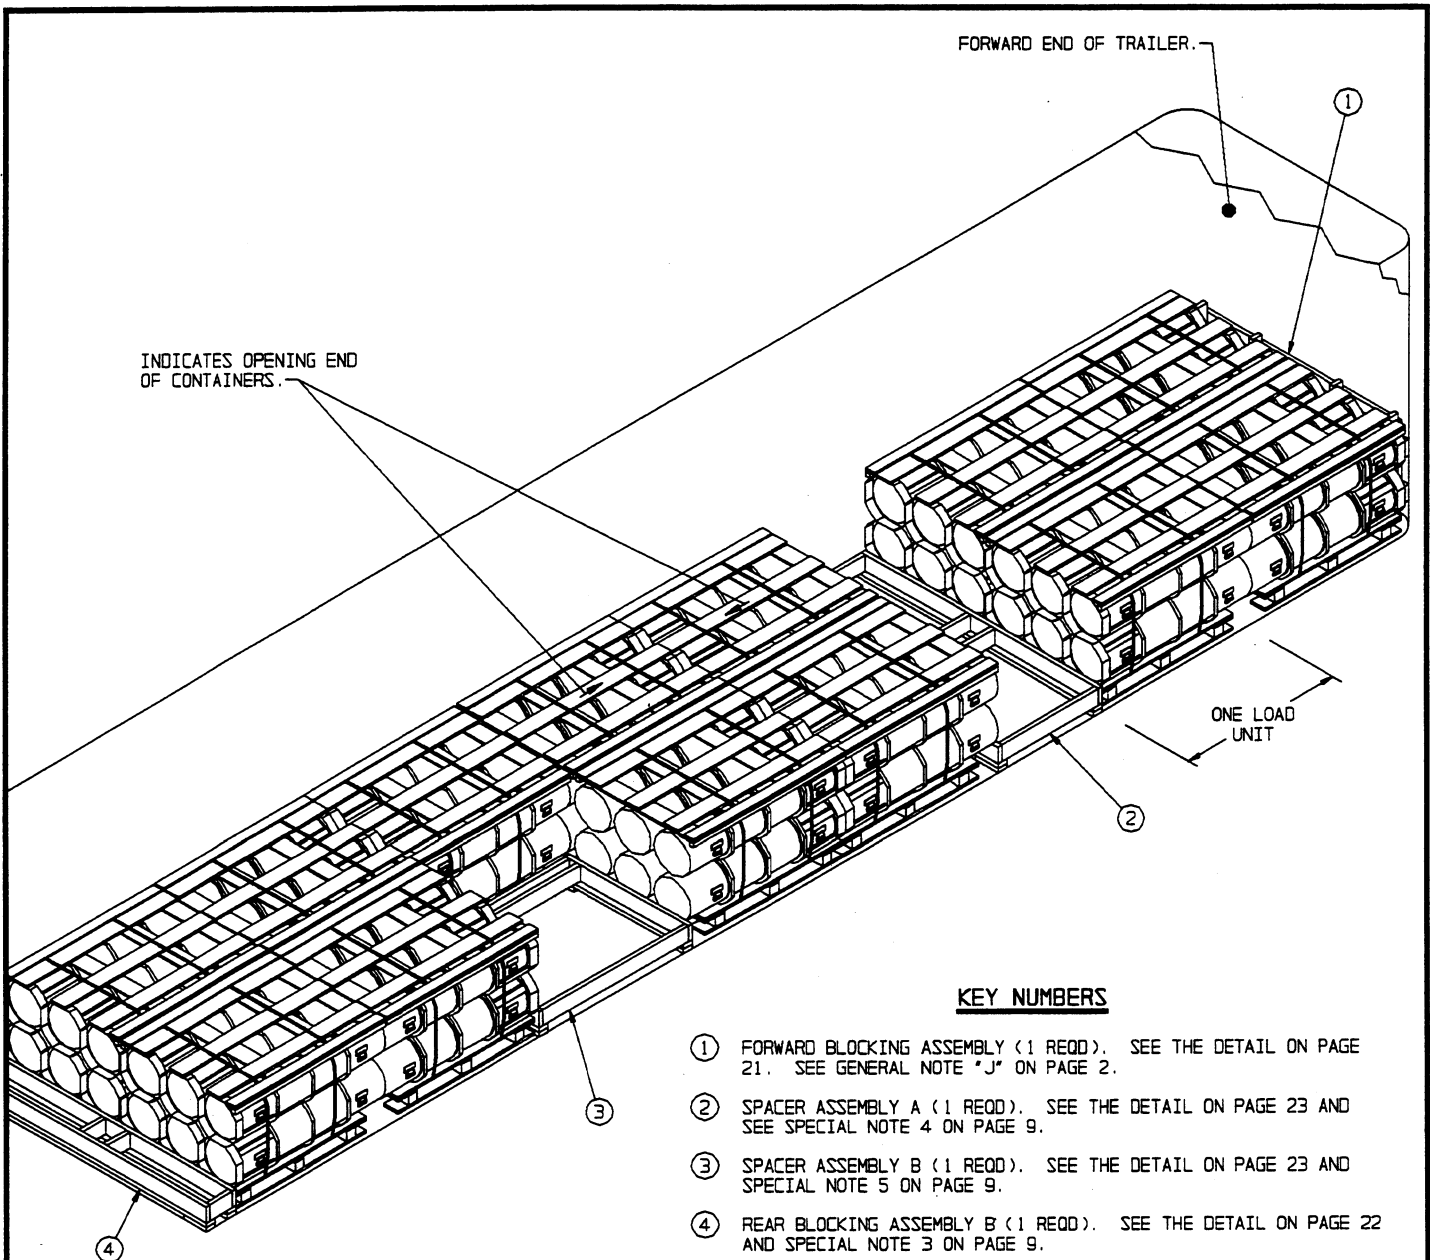 FORWARD END OF TRAILER.
1
INDICATES OPENING END
OF CONTAINERS.
ONE LOAD
UNIT
2
3
4
KEY NUMBERS
1 FORWARD BLOCKING ASSEMBLY (1 REQD). SEE THE DETAIL ON PAGE
21. SEE GENERAL NOTE "J" ON PAGE 2.
2 SPACER ASSEMBLY A (1 REQD). SEE THE DETAIL ON PAGE 23 AND
SEE SPECIAL NOTE 4 ON PAGE 9.
3 SPACER ASSEMBLY B (1 REQD). SEE THE DETAIL ON PAGE 23 AND
SPECIAL NOTE 5 ON PAGE 9.
4 REAR BLOCKING ASSEMBLY B (1 REQD). SEE THE DETAIL ON PAGE 22
AND SPECIAL NOTE 3 ON PAGE 9.